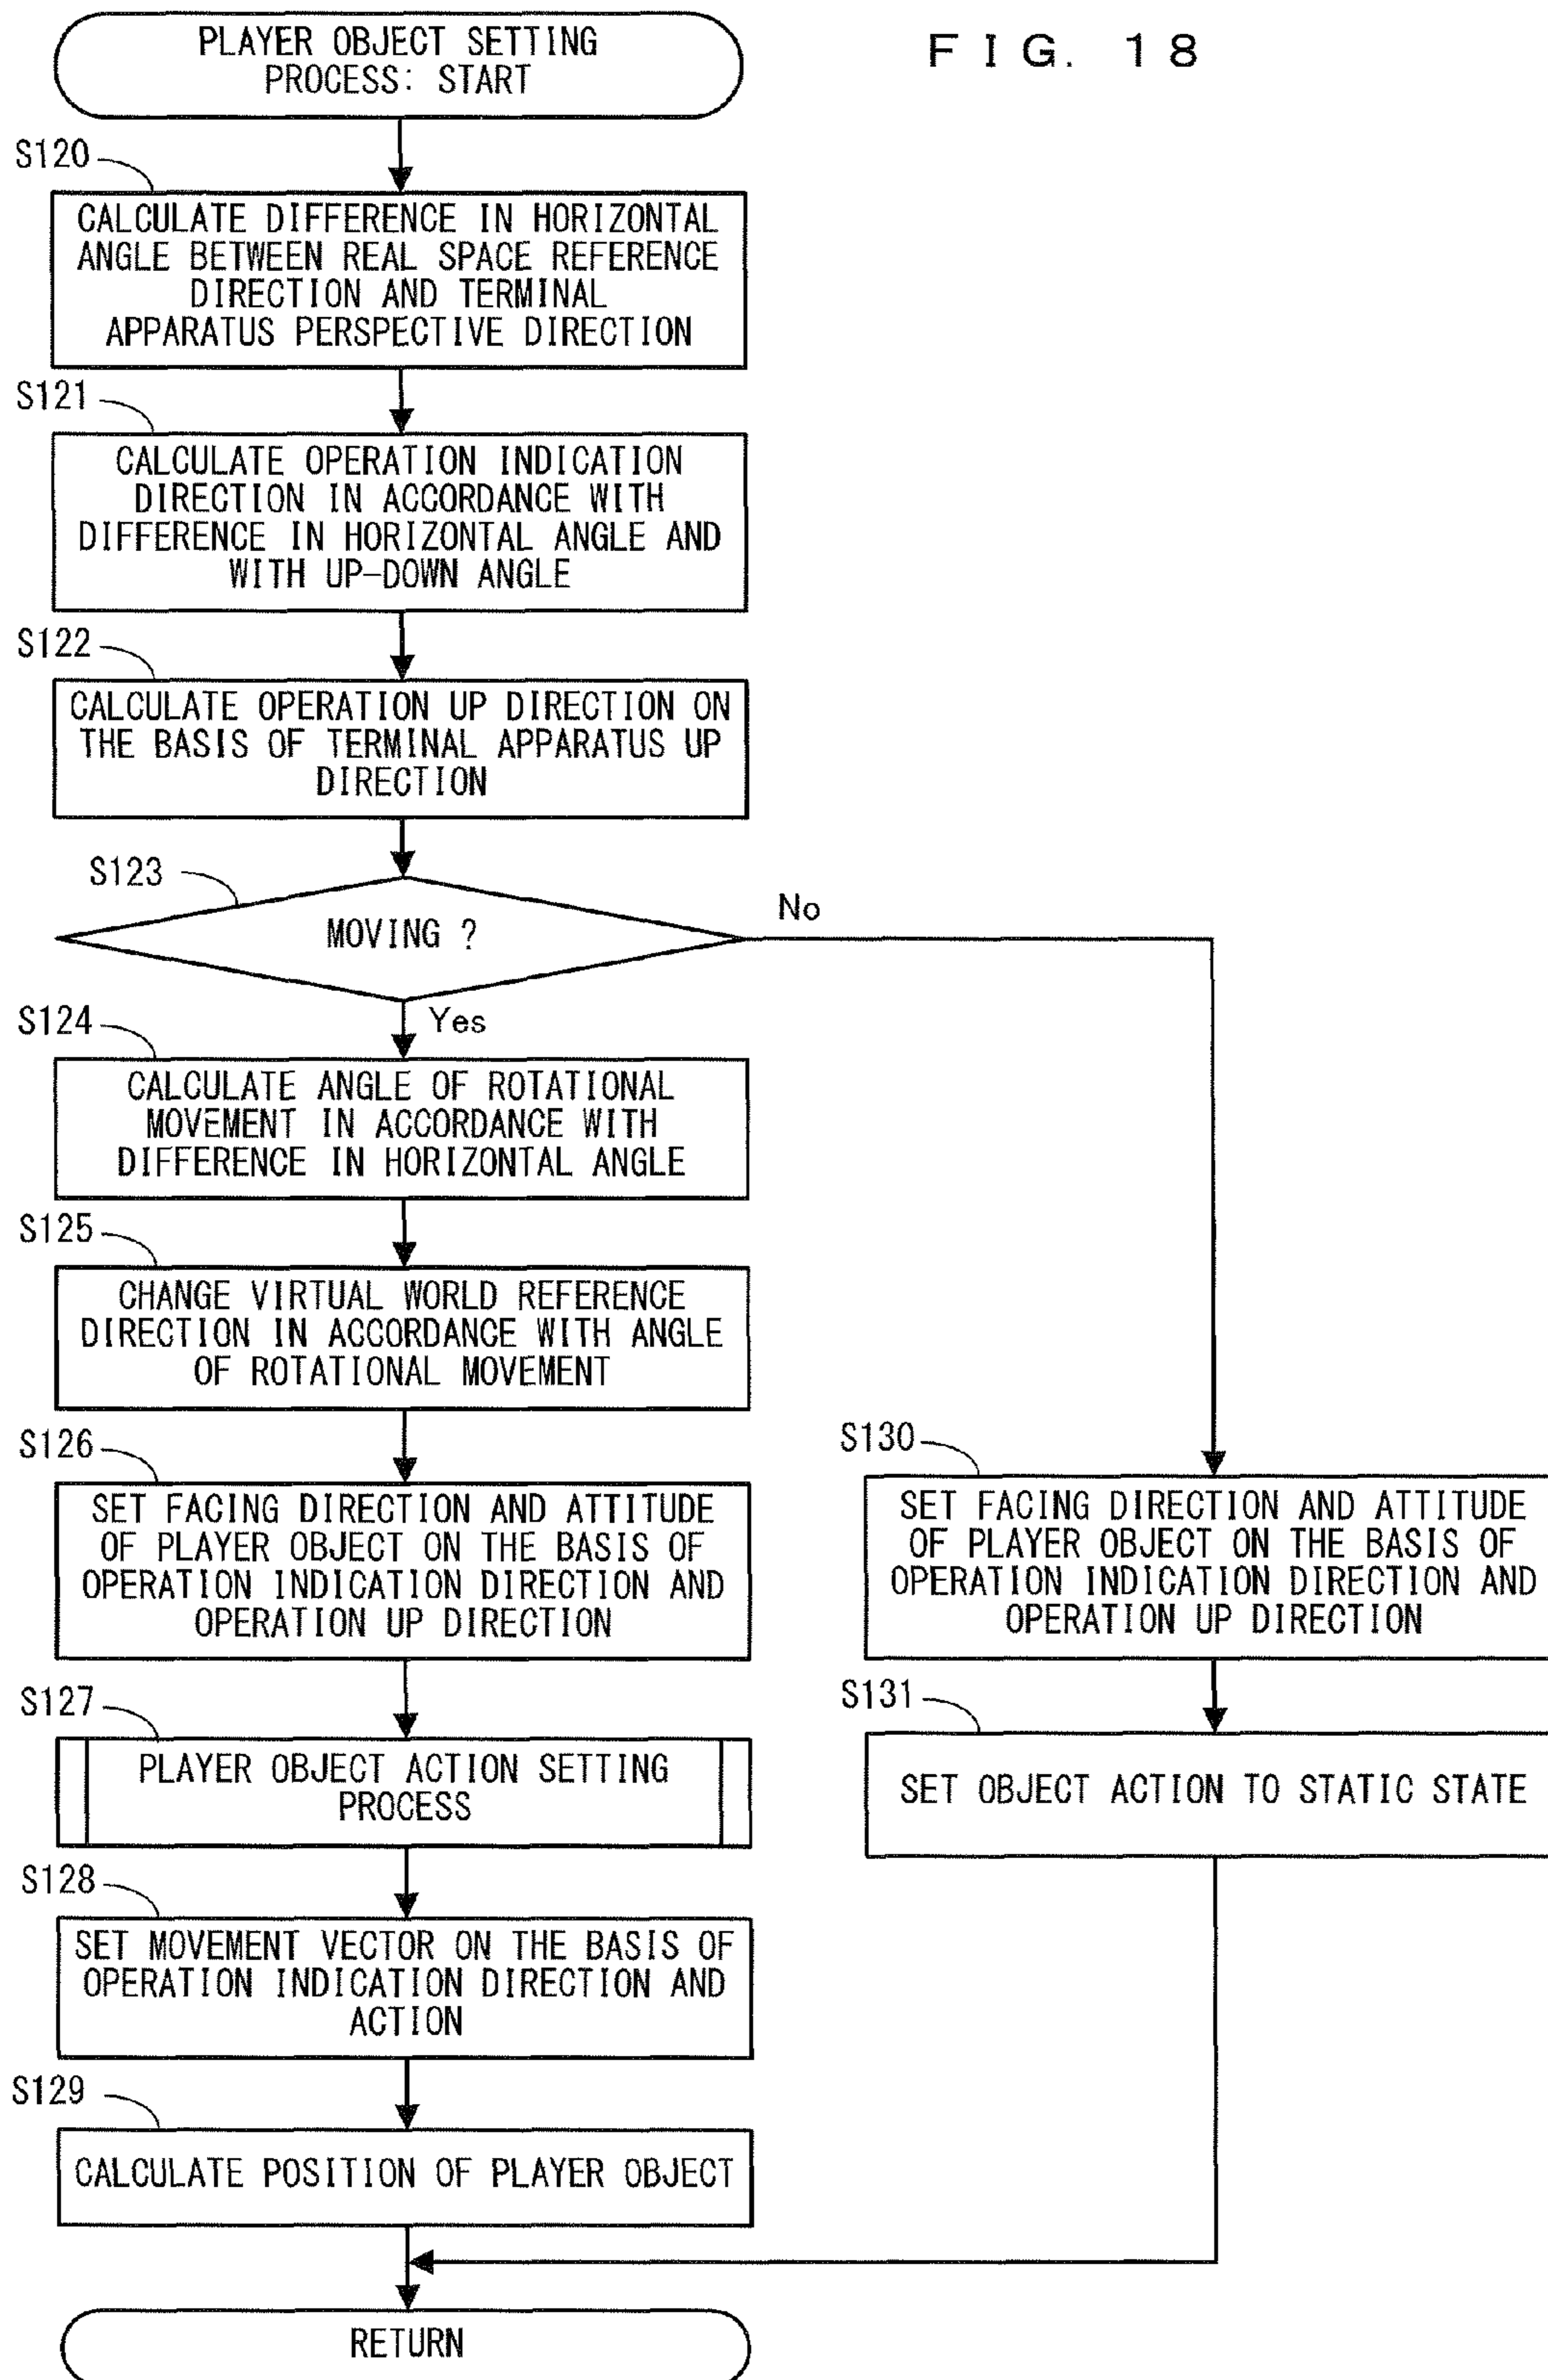 FIG. 18
PLAYER OBJECT SETTING
PROCESS: START
S120
CALCULATE DIFFERENCE IN HORIZONTAL
ANGLE BETWEEN REAL SPACE REFERENCE
DIRECTION AND TERMINAL
APPARATUS PERSPECTIVE DIRECTION
S121
CALCULATE OPERATION INDICATION
DIRECTION IN ACCORDANCE WITH
DIFFERENCE IN HORIZONTAL ANGLE AND
WITH UP-DOWN ANGLE
S122
CALCULATE OPERATION UP DIRECTION ON
THE BASIS OF TERMINAL APPARATUS UP
DIRECTION
S123
MOVING ?
No
Yes
S124
CALCULATE ANGLE OF ROTATIONAL
MOVEMENT IN ACCORDANCE WITH
DIFFERENCE IN HORIZONTAL ANGLE
S125
CHANGE VIRTUAL WORLD REFERENCE
DIRECTION IN ACCORDANCE WITH ANGLE
OF ROTATIONAL MOVEMENT
S126
SET FACING DIRECTION AND ATTITUDE
OF PLAYER OBJECT ON THE BASIS OF
OPERATION INDICATION DIRECTION AND
OPERATION UP DIRECTION
S127
PLAYER OBJECT ACTION SETTING
PROCESS
S128
SET MOVEMENT VECTOR ON THE BASIS OF
OPERATION INDICATION DIRECTION AND
ACTION
S129
CALCULATE POSITION OF PLAYER OBJECT
S130
SET FACING DIRECTION AND ATTITUDE
OF PLAYER OBJECT ON THE BASIS OF
OPERATION INDICATION DIRECTION AND
OPERATION UP DIRECTION
S131
SET OBJECT ACTION TO STATIC STATE
RETURN